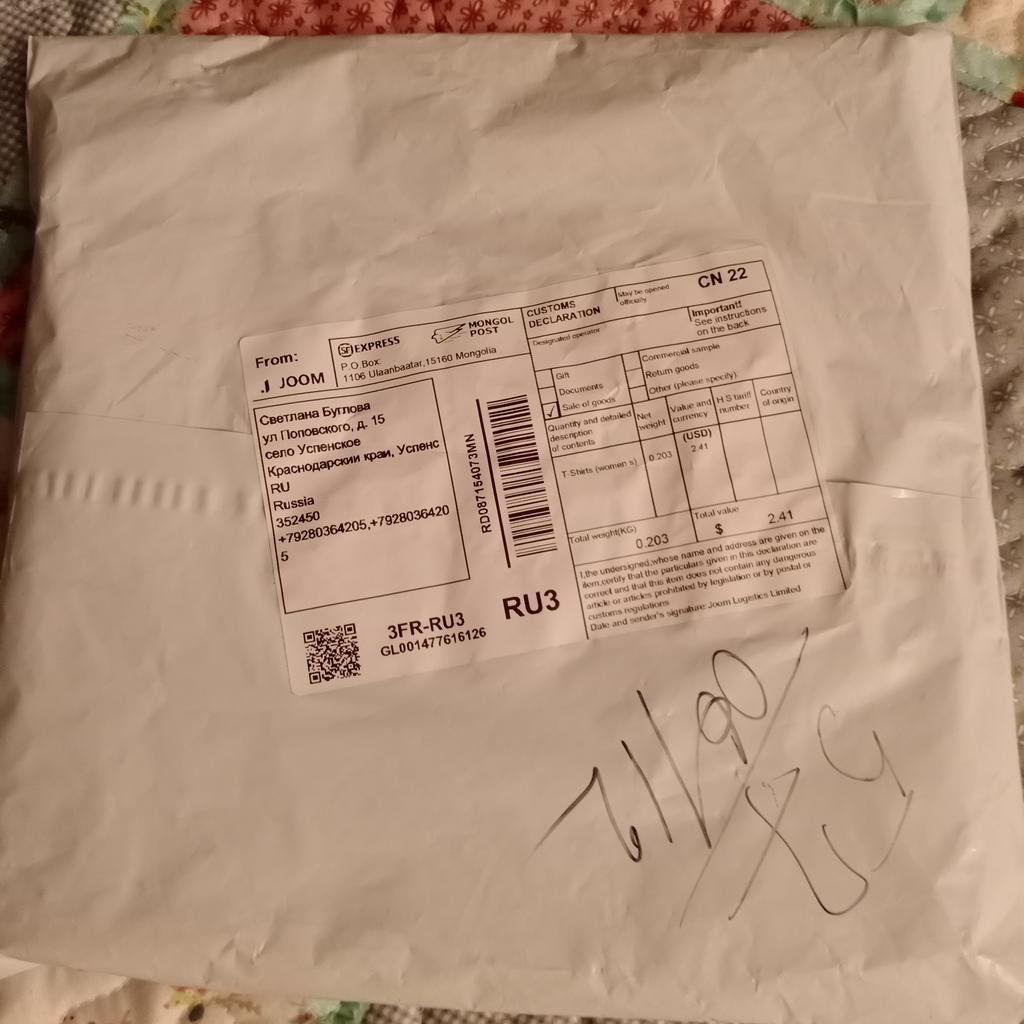 From:
JOOM
SF EXPRESS
MONGOL POST
P.O.Box:
1106 Ulaanbaatar,15160 Mongolia
Светлана Буглова
ул Поповского, д. 15
село Успенское
Краснодарский край, Успенс
RU
Russia
352450
+79280364205,+7928036420
5
RD087154073MN
3FR-RU3
GL001477616126
RU3
CUSTOMS
DECLARATION
May be opened
officially
CN 22
Designated operator
Important!
See instructions
on the back
Gift
Documents
✓ Sale of goods
Commercial sample
Return goods
Other (please specify):
Quantity and detailed
description
of contents
Net
weight
Value and
currency
(USD)
H S tariff
number
Country
of origin
T-Shirts (women s)
0.203
2.41
Total weight(KG)
0.203
Total value
$ 2.41
I,the undersigned,whose name and address are given on the
item,certify that the particulars given in this declaration are
correct and that this item does not contain any dangerous
article or articles prohibited by legislation or by postal or
customs regulations
Date and sender's signature:Joom Logistics Limited